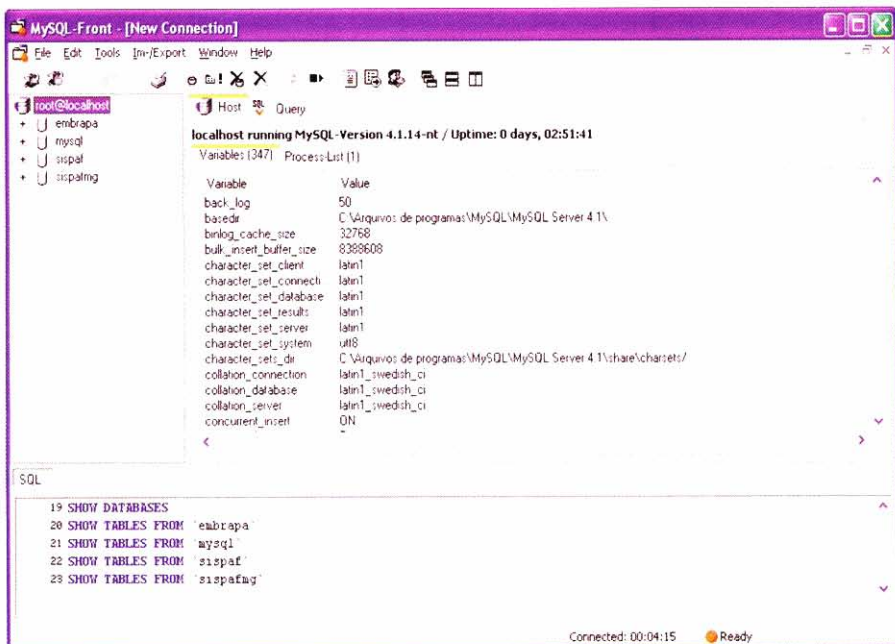 MySQL-Front - [New Connection]
File Edit Tools Im-/Export Window Help
root@localhost
embrapa
mysql
sispaf
sispafmg
Host Query
localhost running MySQL-Version 4.1.14-nt / Uptime: 0 days, 02:51:41
Variables (347) Process-List (1)
Variable Value
back_log 50
basedir C:\Arquivos de programas\MySQL\MySQL Server 4.1\
binlog_cache_size 32768
bulk_insert_buffer_size 8388608
character_set_client latin1
character_set_connecti latin1
character_set_database latin1
character_set_results latin1
character_set_server latin1
character_set_system utf8
character_sets_dir C:\Arquivos de programas\MySQL\MySQL Server 4.1\share\charsets/
collation_connection latin1_swedish_ci
collation_database latin1_swedish_ci
collation_server latin1_swedish_ci
concurrent_insert ON
SQL
19 SHOW DATABASES
20 SHOW TABLES FROM `embrapa`
21 SHOW TABLES FROM `mysql`
22 SHOW TABLES FROM `sispaf`
23 SHOW TABLES FROM `sispafmg`
Connected: 00:04:15 Ready